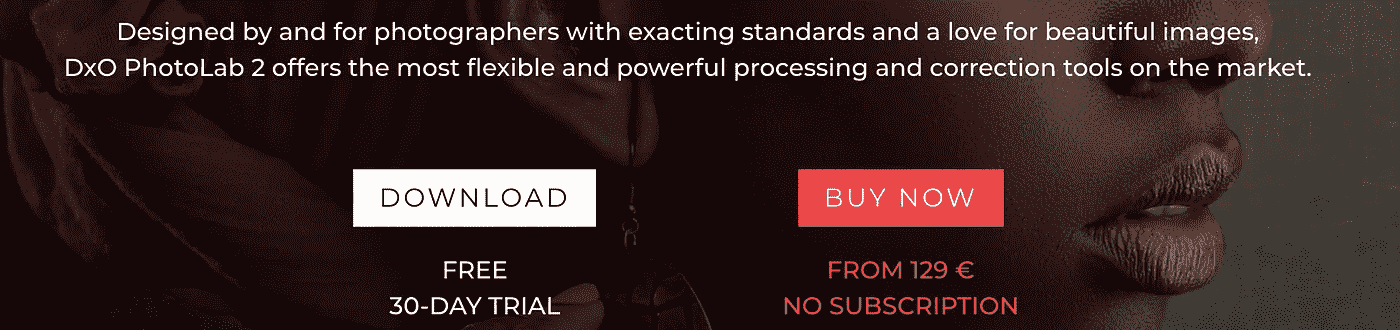 Designed by and for photographers with exacting standards and a love for beautiful images,
DxO PhotoLab 2 offers the most flexible and powerful processing and correction tools on the market.
DOWNLOAD
BUY NOW
FREE
30-DAY TRIAL
FROM 129 €
NO SUBSCRIPTION